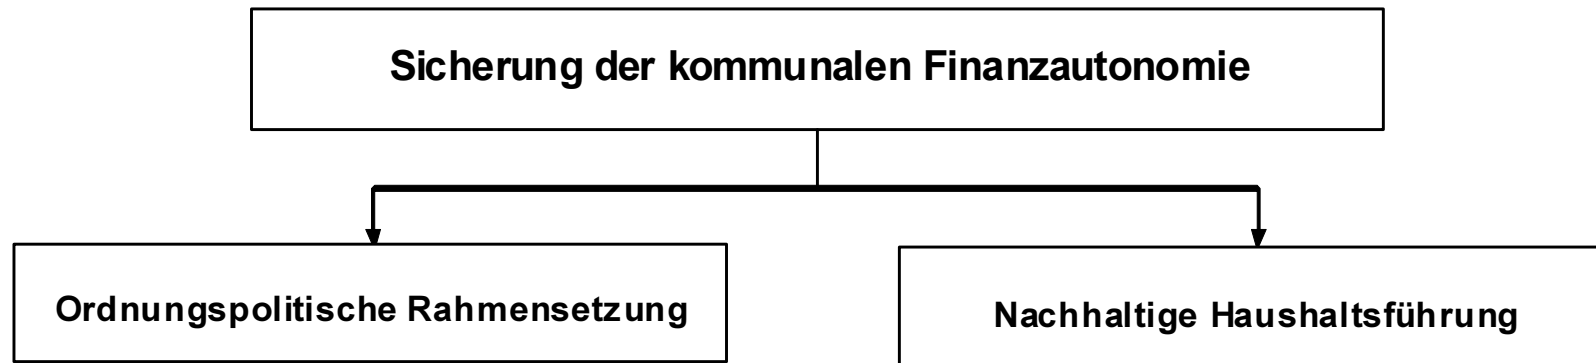 Sicherung der kommunalen Finanzautonomie
Ordnungspolitische Rahmensetzung
Nachhaltige Haushaltsführung